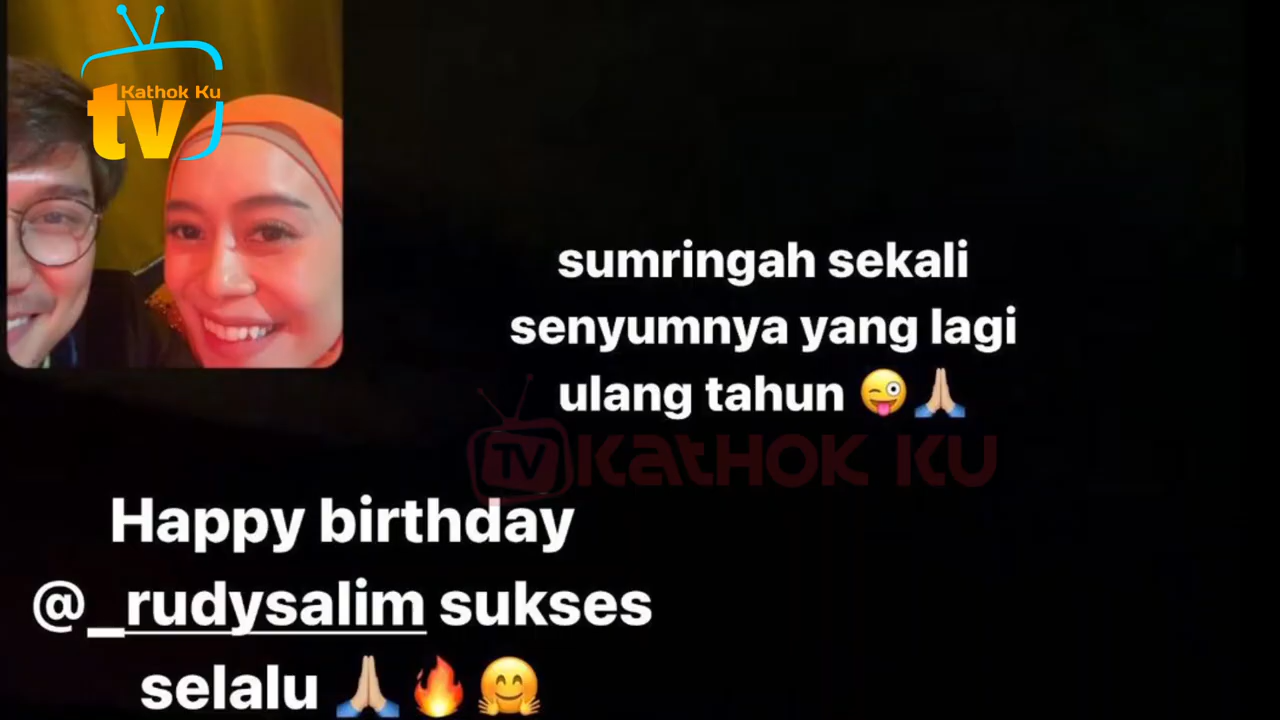 Kathok Ku
tv
sumringah sekali
senyumnya yang lagi
ulang tahun 😜🙏🏼
TV Kathok Ku
Happy birthday
@_rudysalim sukses
selalu 🙏🏼🔥🤗